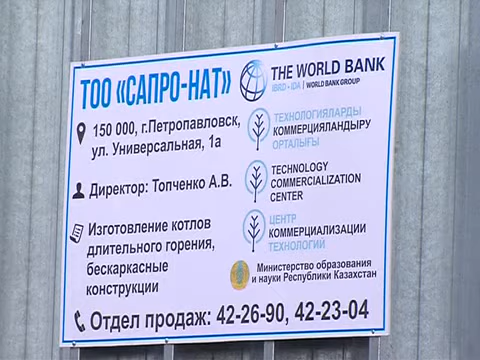 ТОО «САПРО-НАТ»
150 000, г.Петропавловск,
ул. Универсальная, 1а
Директор: Топченко А.В.
Изготовление котлов
длительного горения,
бескаркасные
конструкции
THE WORLD BANK
IBRD • IDA | WORLD BANK GROUP
ТЕХНОЛОГИЯЛАРДЫ
КОММЕРЦИЯЛАНДЫРУ
ОРТАЛЫҒЫ
TECHNOLOGY
COMMERCIALIZATION
CENTER
ЦЕНТР
КОММЕРЦИАЛИЗАЦИИ
ТЕХНОЛОГИЙ
Министерство образования
и науки Республики Казахстан
Отдел продаж: 42-26-90, 42-23-04